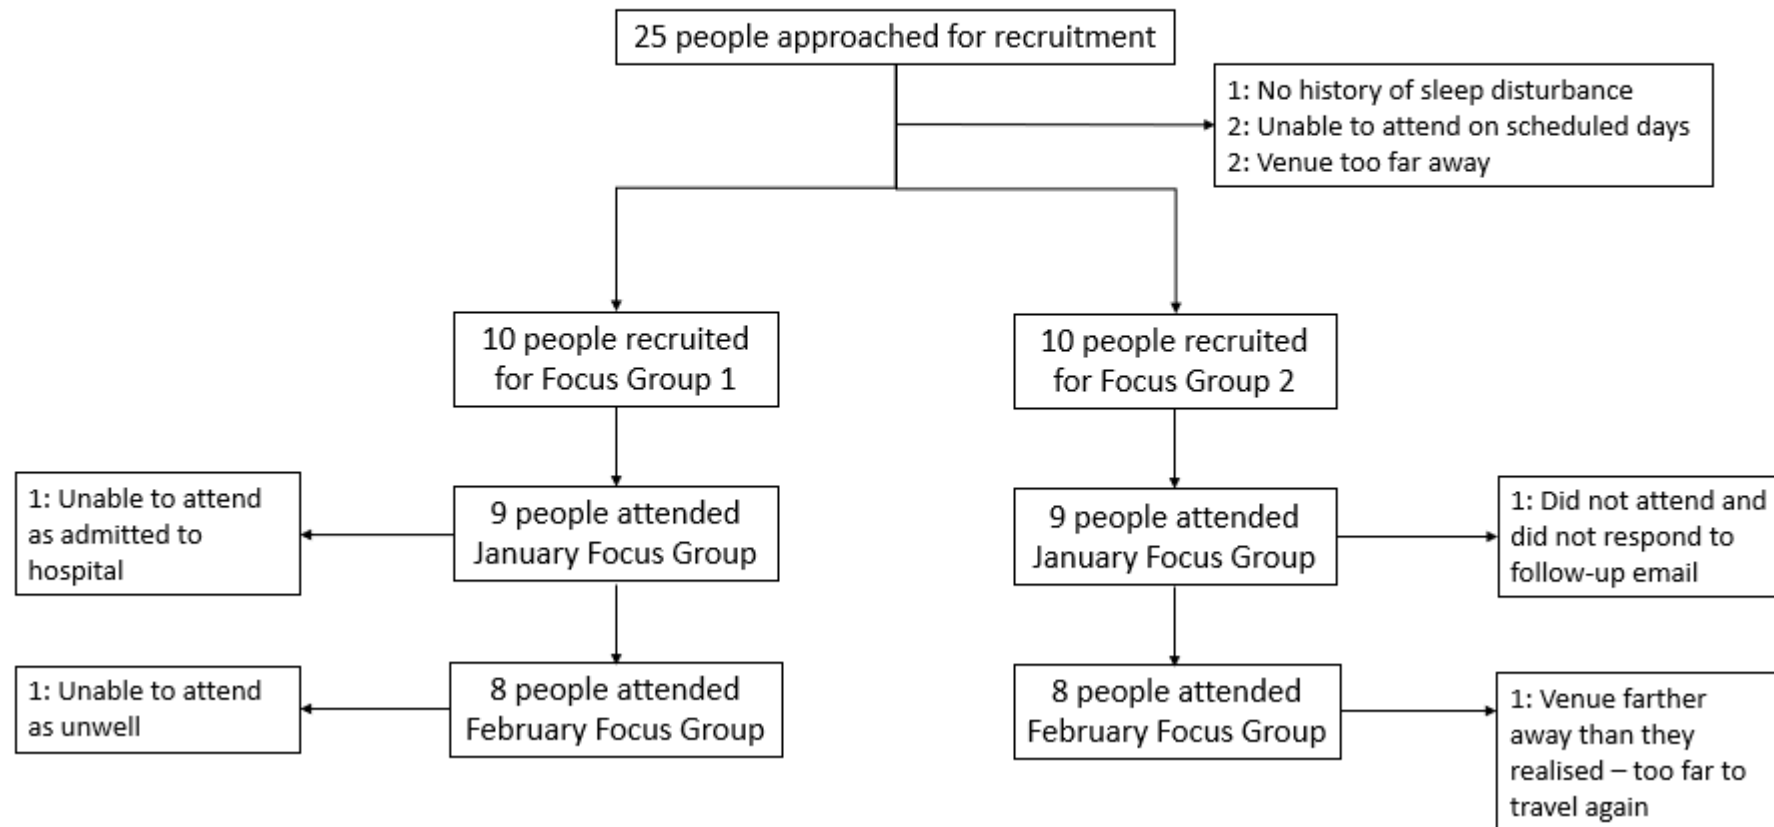 25 people approached for recruitment
1: No history of sleep disturbance
2: Unable to attend on scheduled days
2: Venue too far away
10 people recruited
for Focus Group 1
10 people recruited
for Focus Group 2
1: Unable to attend
as admitted to
hospital
9 people attended
January Focus Group
9 people attended
January Focus Group
1: Did not attend and
did not respond to
follow-up email
1: Unable to attend
as unwell
8 people attended
February Focus Group
8 people attended
February Focus Group
1: Venue farther
away than they
realised – too far to
travel again